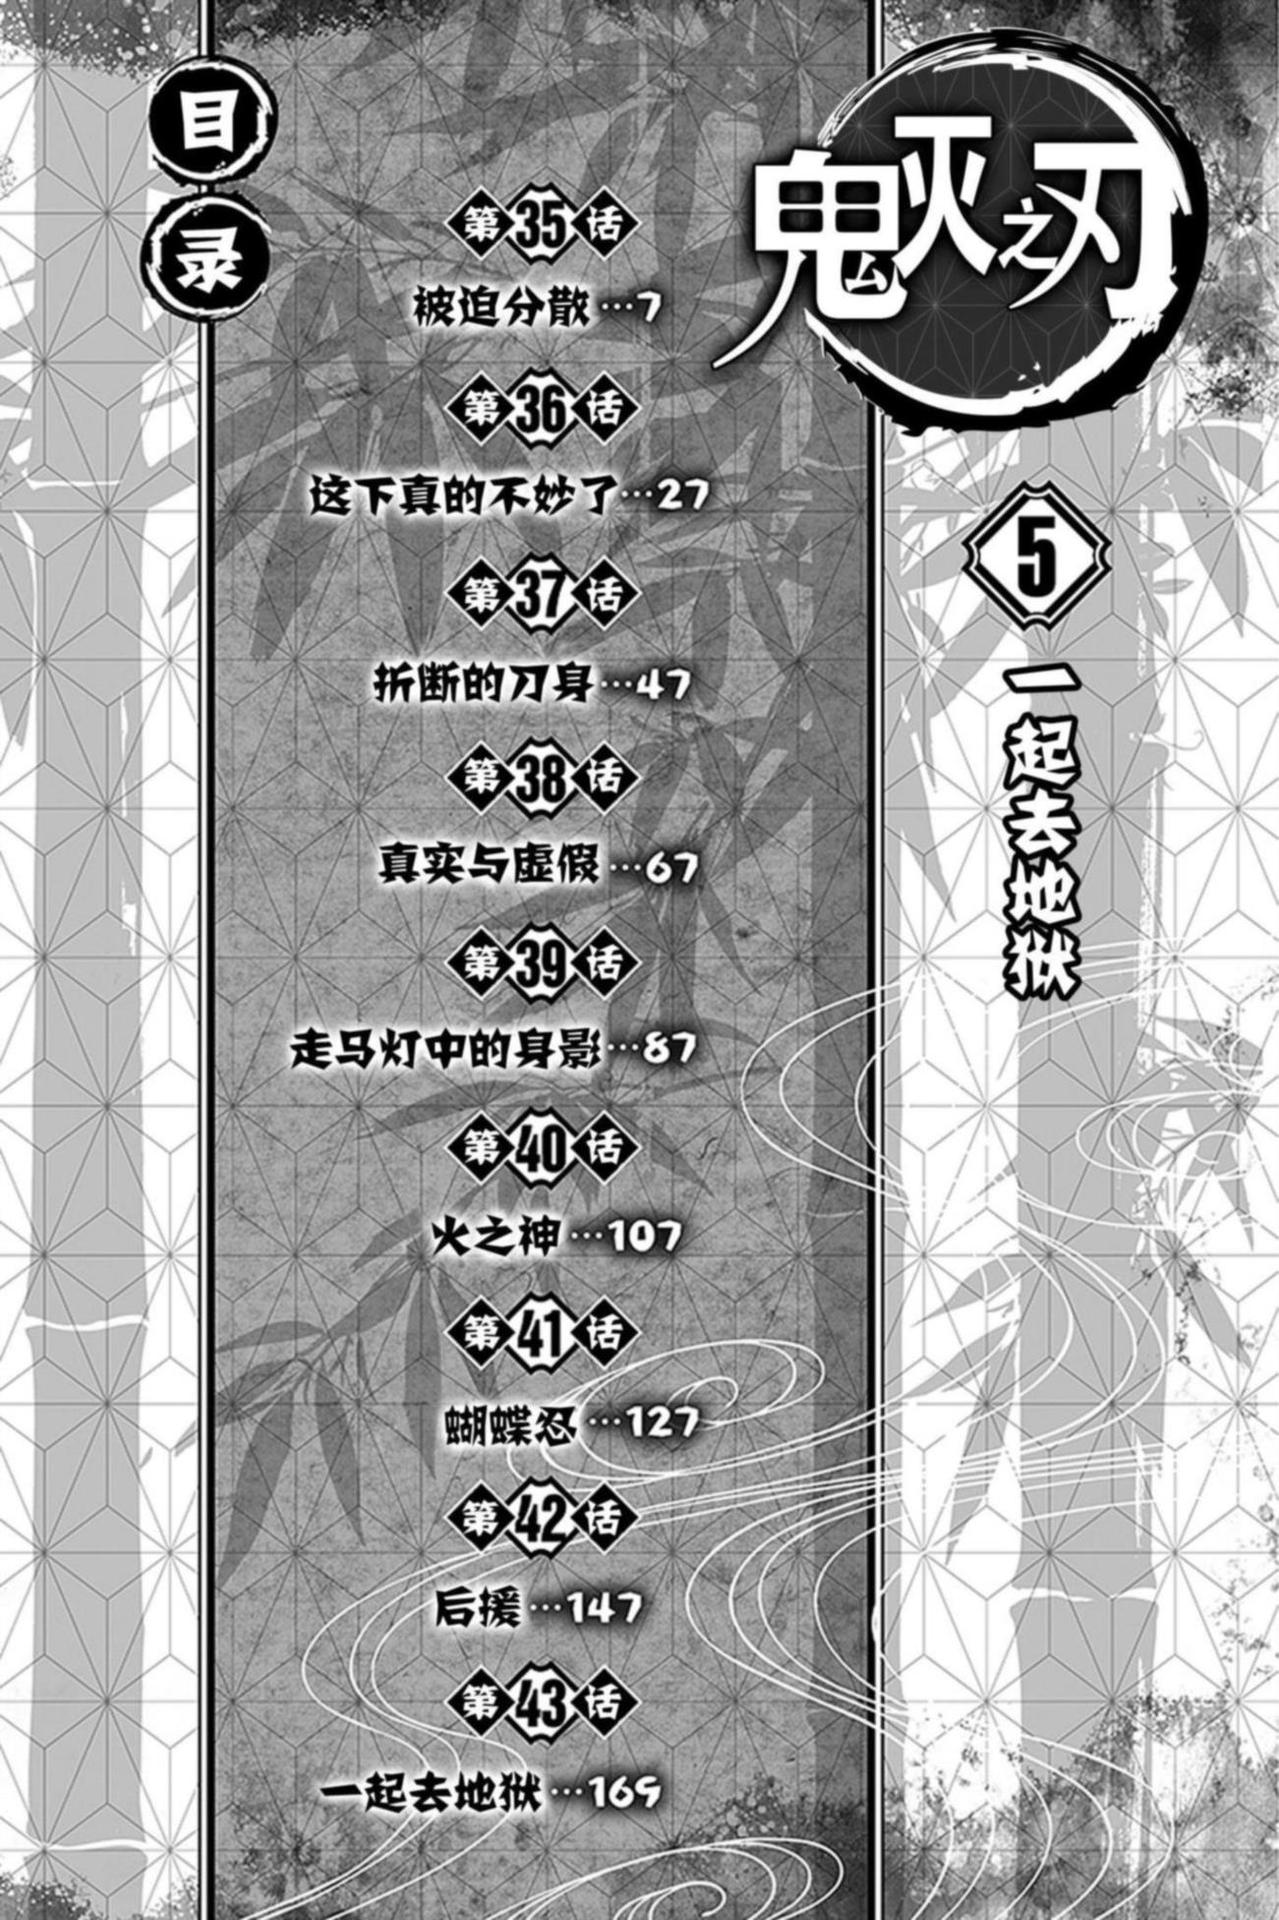 鬼灭之刃
5
一起去地狱
目录
第35话
被迫分散…7
第36话
这下真的不妙了…27
第37话
折断的刀身…47
第38话
真实与虚假…67
第39话
走马灯中的身影…87
第40话
火之神…107
第41话
蝴蝶忍…127
第42话
后援…147
第43话
一起去地狱…169